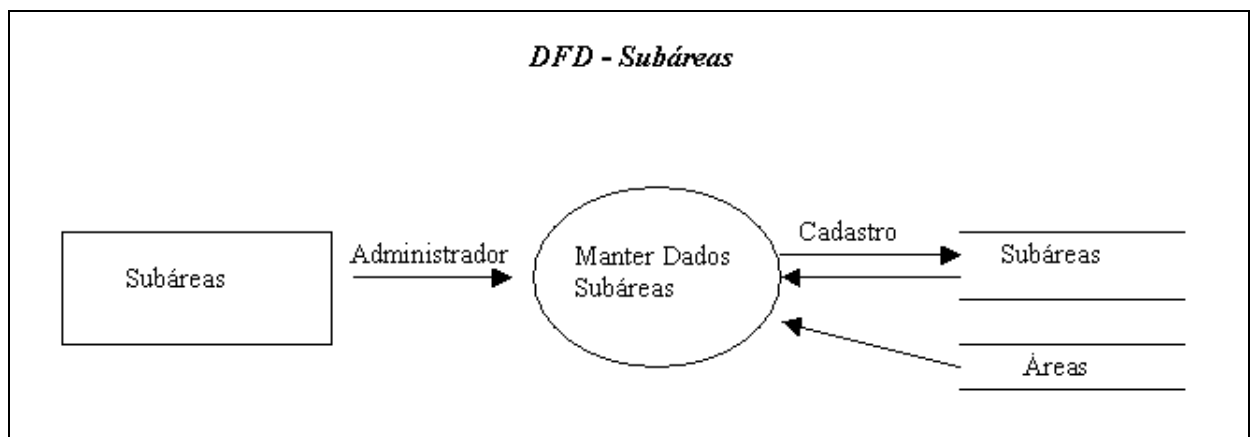 DFD - Subáreas
Subáreas
Administrador
Manter Dados
Subáreas
Cadastro
Subáreas
Áreas